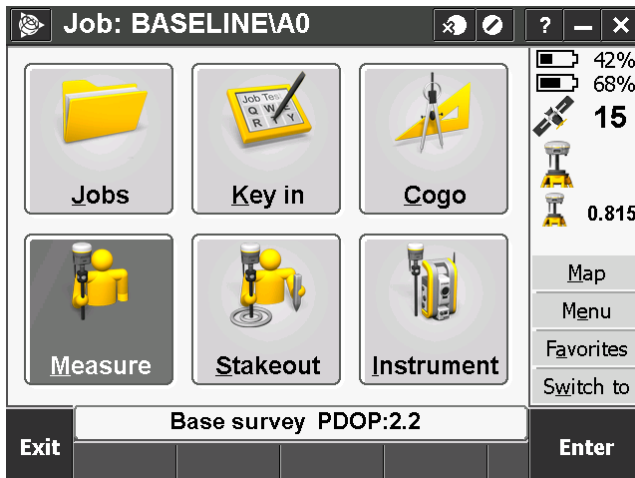 Job: BASELINE\A0
? — ×
42%
68%
15
0.815
Jobs
Key in
Cogo
Measure
Stakeout
Instrument
Map
Menu
Favorites
Switch to
Base survey PDOP:2.2
Exit
Enter